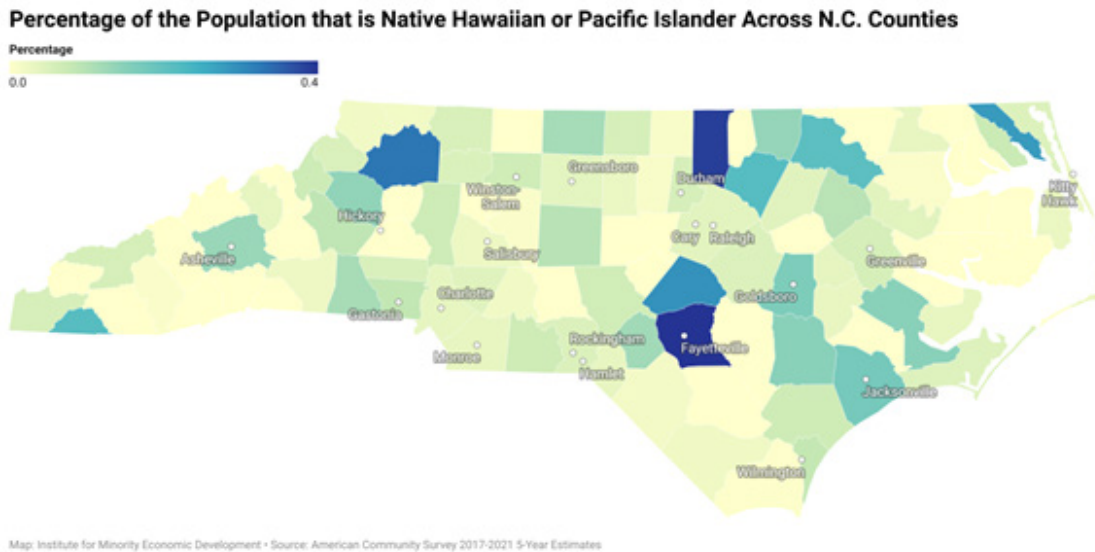 Percentage of the Population that is Native Hawaiian or Pacific Islander Across N.C. Counties
Percentage
0.0 0.4
Greensboro
Durham
Winston-
Salem
Kitty
Hawk
Hickory
Cary Raleigh
Salisbury
Asheville
Greenville
Charlotte
Goldsboro
Gastonia
Rockingham
Fayetteville
Monroe
Hamlet
Jacksonville
Wilmington
Map: Institute for Minority Economic Development • Source: American Community Survey 2017-2021 5-Year Estimates